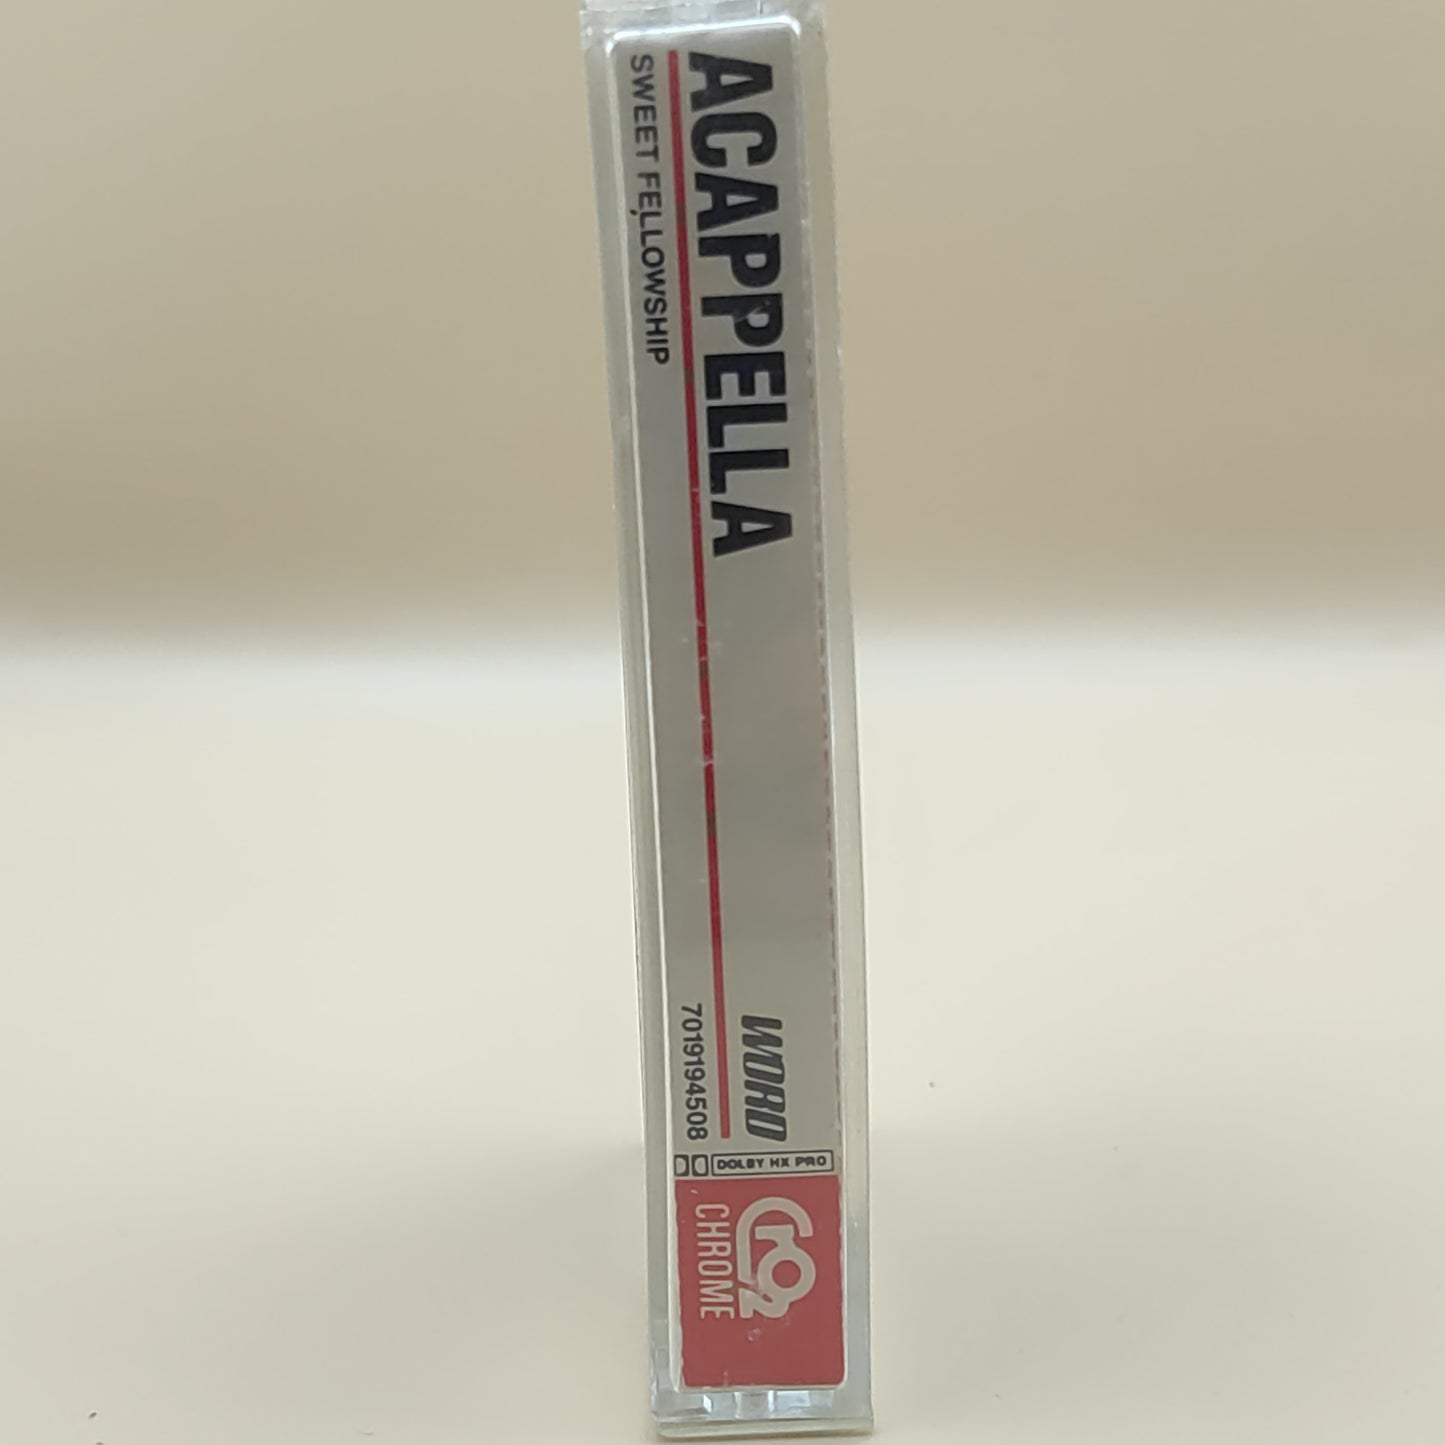 ACAPPELLA
SWEET FELLOWSHIP
WORD
7019194508
DOLBY HX PRO
CrO2
CHROME